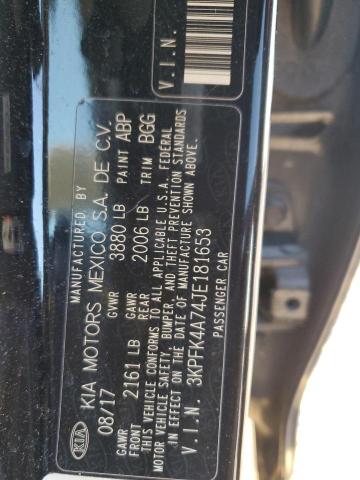 MANUFACTURED BY
KIA KIA MOTORS MEXICO S.A. DE C.V.
08/17 GVWR 3880 LB PAINT ABP
GAWR FRONT 2161 LB GAWR REAR 2006 LB TRIM BGG
THIS VEHICLE CONFORMS TO ALL APPLICABLE U.S.A. FEDERAL
MOTOR VEHICLE SAFETY, BUMPER, AND THEFT PREVENTION STANDARDS
IN EFFECT ON THE DATE OF MANUFACTURE SHOWN ABOVE.
V.I.N. 3KPFK4A74JE181653
PASSENGER CAR
V.I.N.